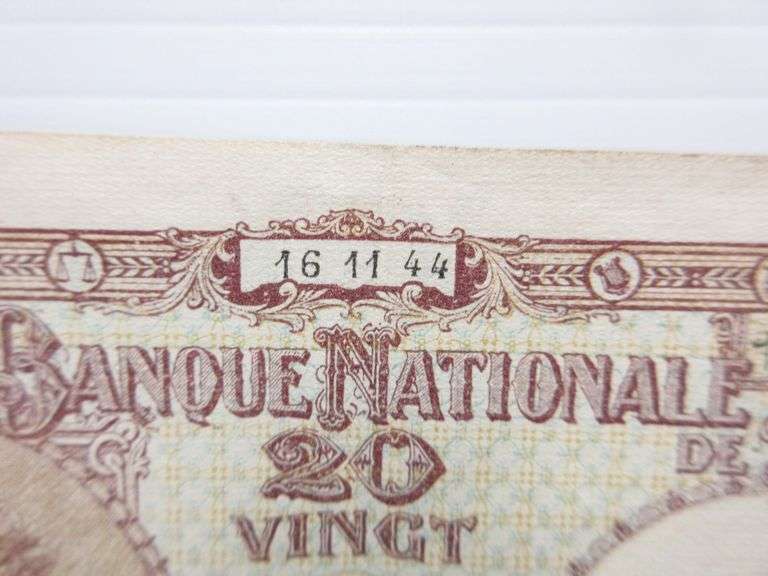 16 11 44
BANQUE NATIONALE
DE
20
VINGT